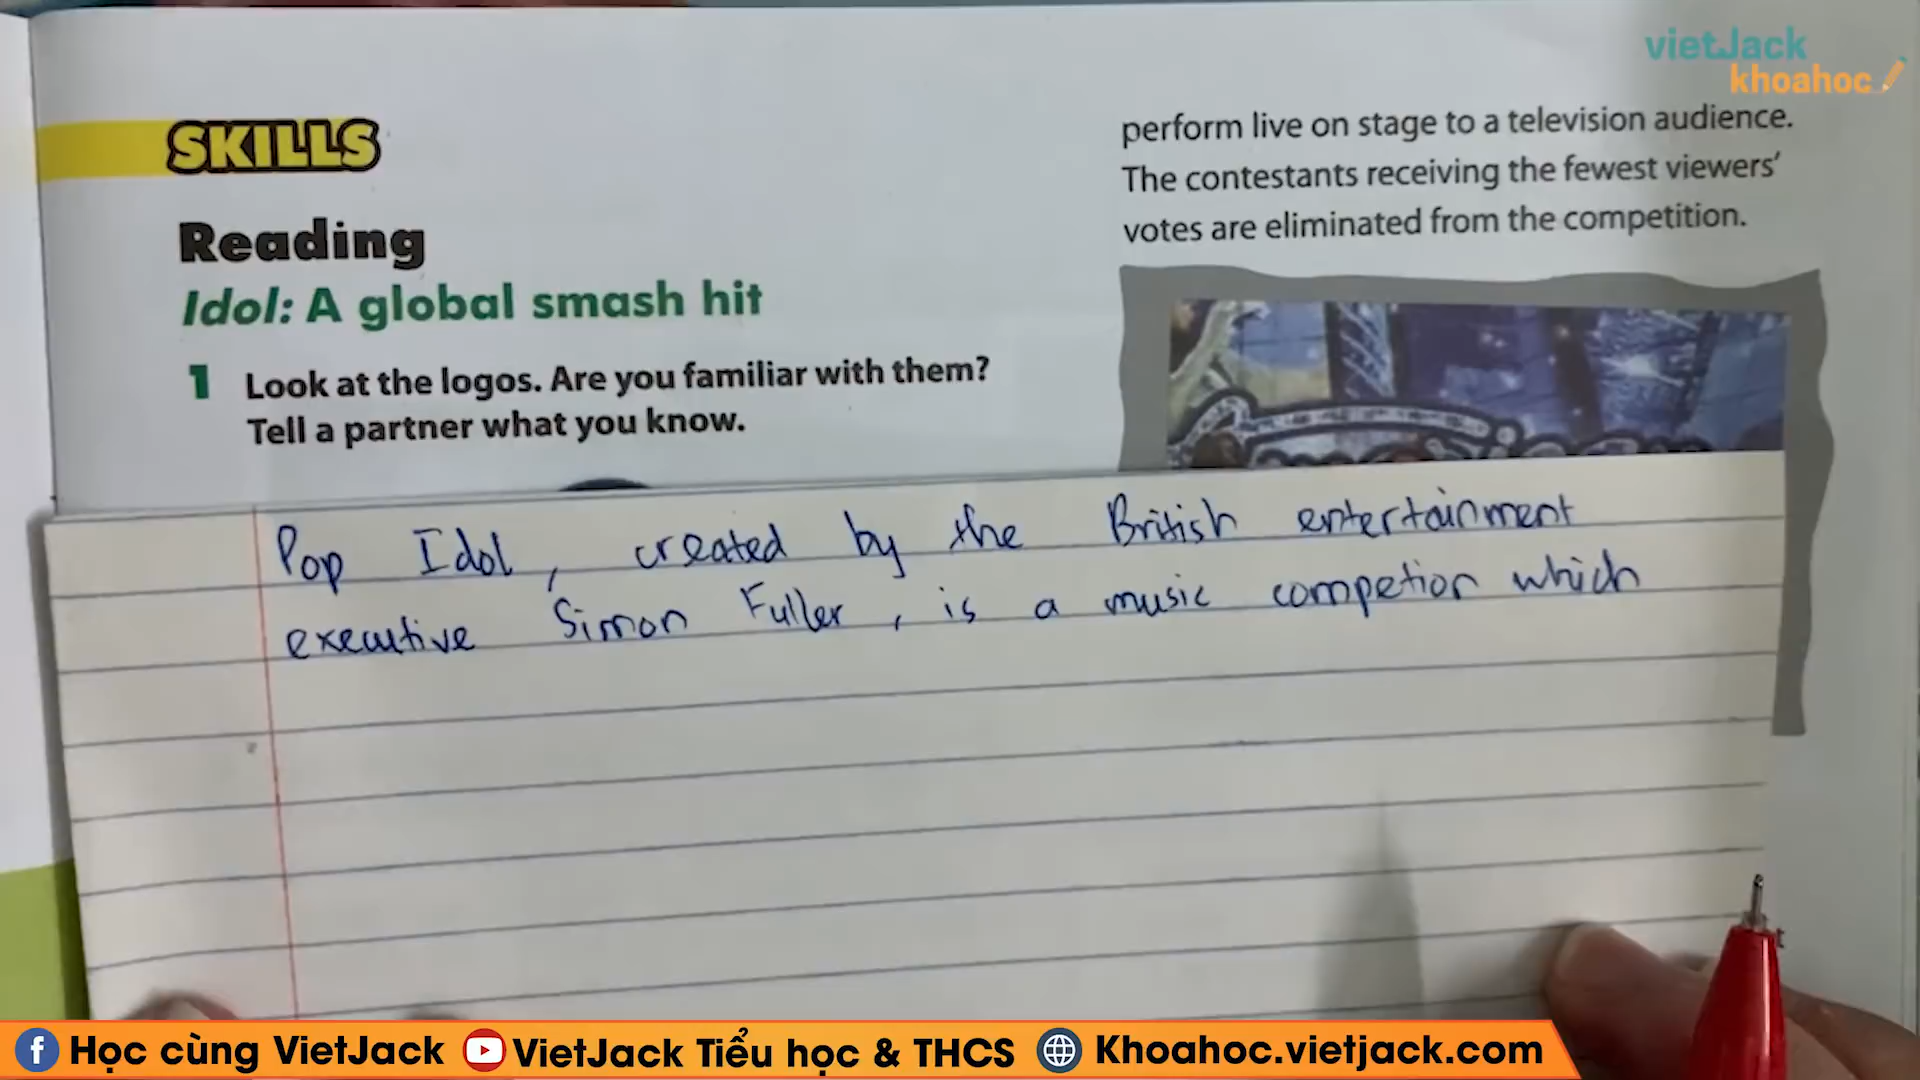 vietJack
khoahoc
SKILLS
Reading
Idol: A global smash hit
1 Look at the logos. Are you familiar with them?
Tell a partner what you know.
perform live on stage to a television audience.
The contestants receiving the fewest viewers'
votes are eliminated from the competition.
Pop Idol, created by the British entertainment
executive Simon Fuller, is a music competion which
t
Học cùng VietJack
VietJack Tiểu học & THCS
Khoahoc.vietjack.com